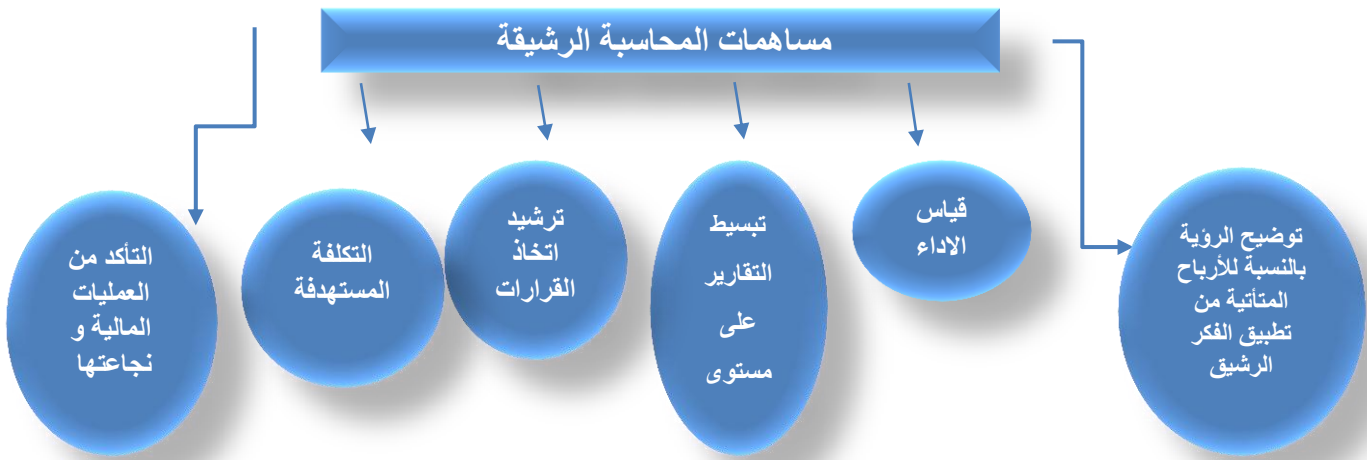 مساهمات المحاسبة الرشيقة
توضيح الرؤية
بالنسبة للأرباح
المتأتية من
تطبيق الفكر
الرشيق
قياس
الاداء
تبسيط
التقارير
على
مستوى
ترشيد
اتخاذ
القرارات
التكلفة
المستهدفة
التأكد من
العمليات
المالية و
نجاعتها